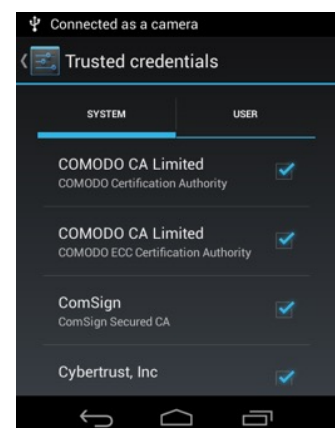 Connected as a camera
Trusted credentials
SYSTEM USER
COMODO CA Limited
COMODO Certification Authority
COMODO CA Limited
COMODO ECC Certification Authority
ComSign
ComSign Secured CA
Cybertrust, Inc